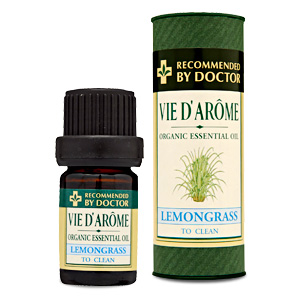 RECOMMENDED
BY DOCTOR
VIE D'ARÔME
ORGANIC ESSENTIAL OIL
LEMONGRASS
TO CLEAN
RECOMMENDED
BY DOCTOR
VIE D'ARÔME
ORGANIC ESSENTIAL OIL
LEMONGRASS
TO CLEAN